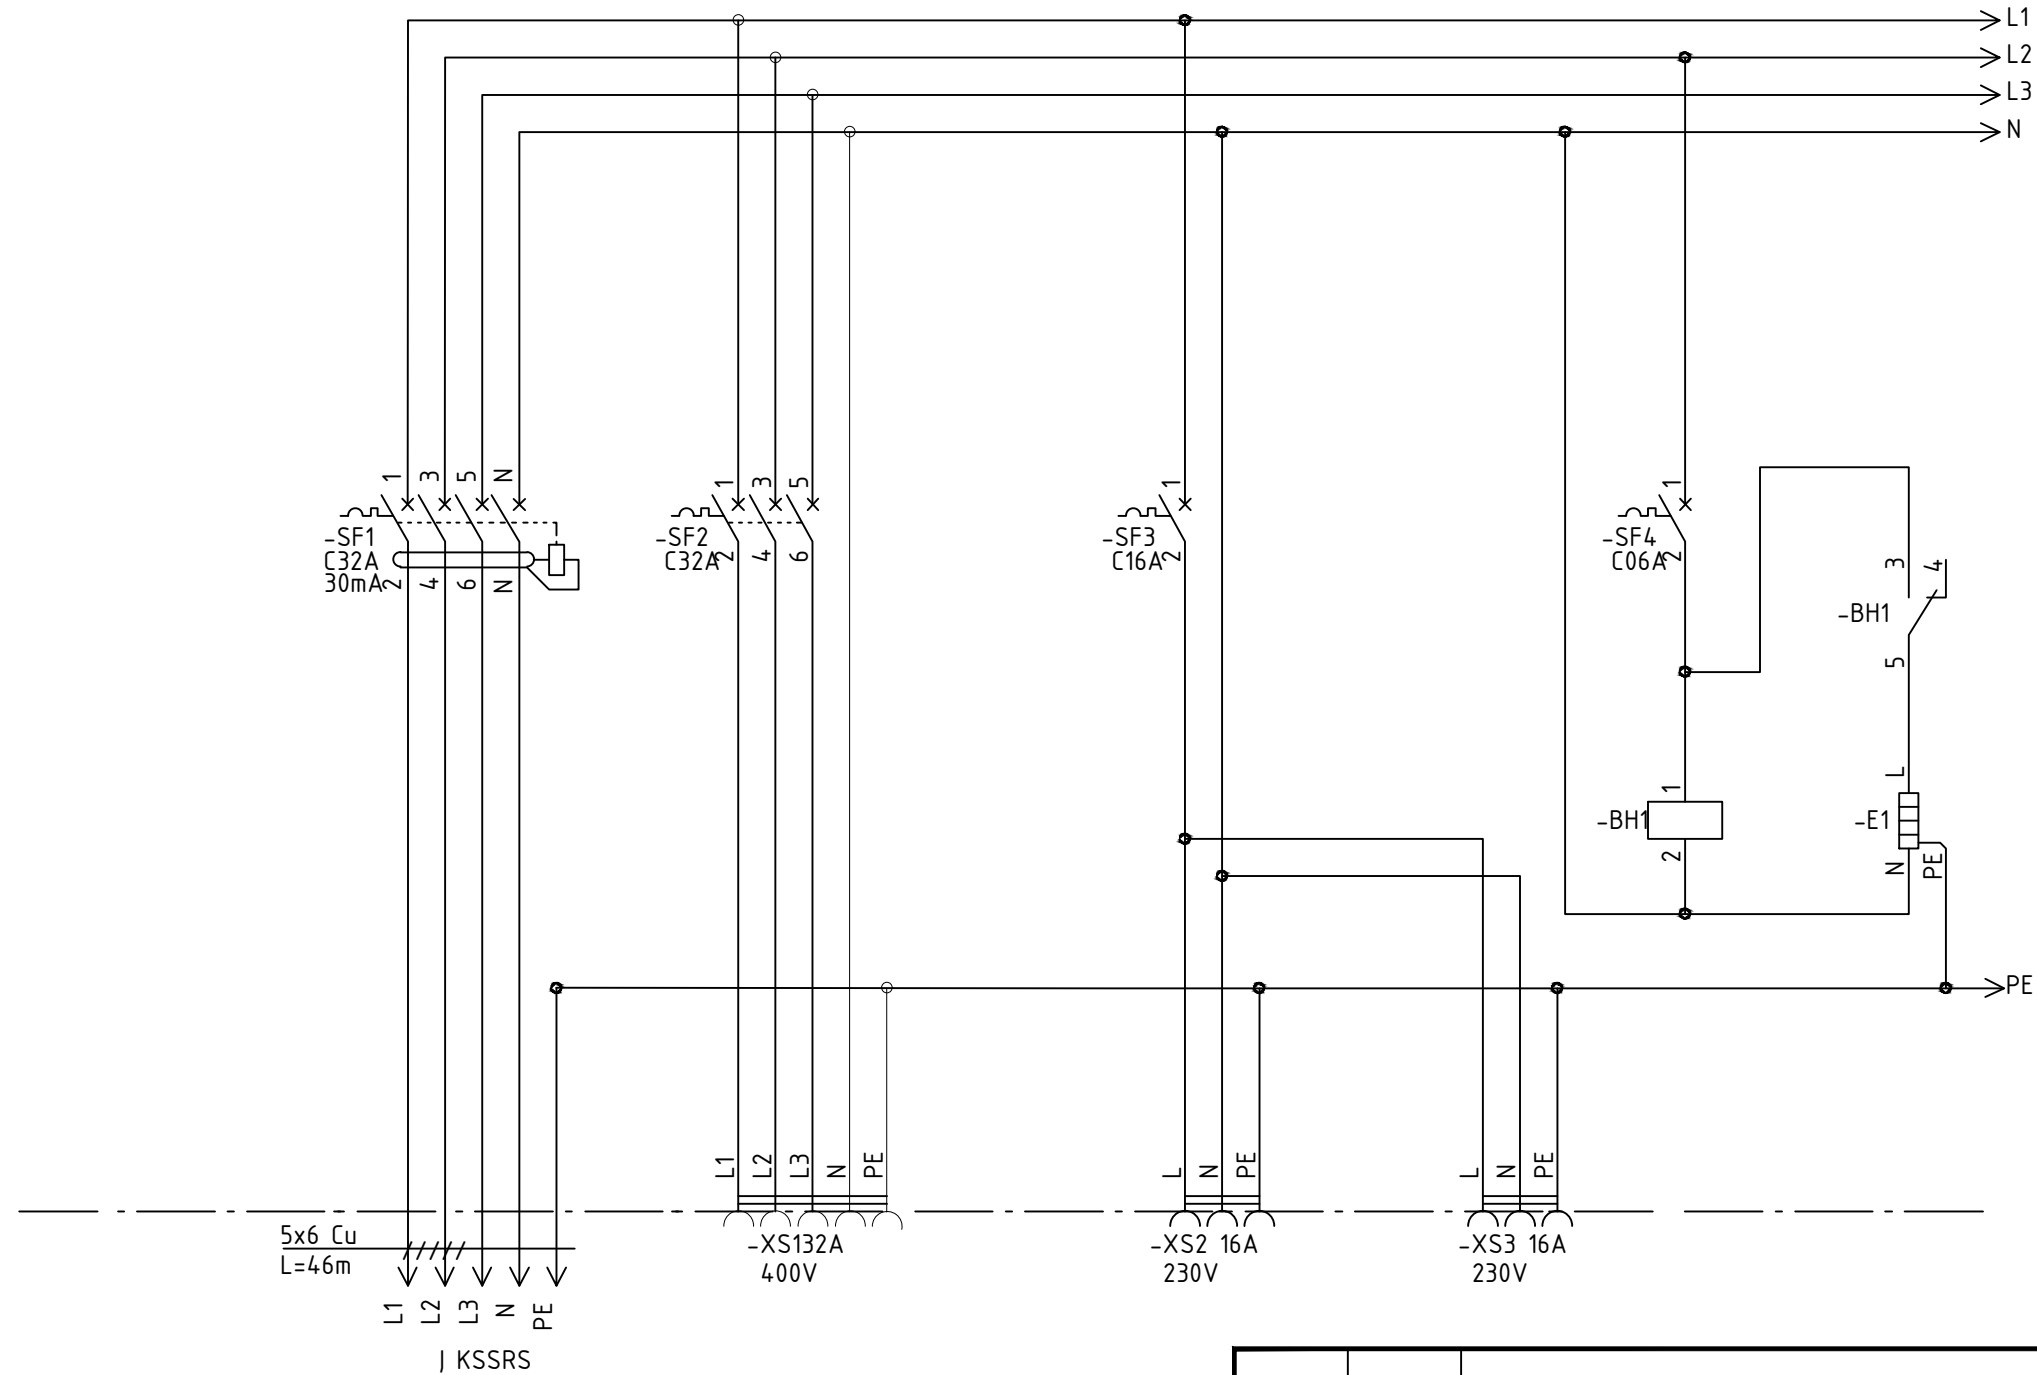 L1
L2
L3
N
1 3 5 N
-SF1
C32A
30mA
2 4 6 N
1 3 5
-SF2
C32A
2 4 6
1
-SF3
C16A
2
1
-SF4
C06A
2
3 4
-BH1
5
1
-BH1
2
L
-E1
N PE
PE
L1 L2 L3 N PE
-XS132A
400V
L N PE
-XS2 16A
230V
L N PE
-XS3 16A
230V
5x6 Cu
L=46m
L1 L2 L3 N PE
Į KSSRS